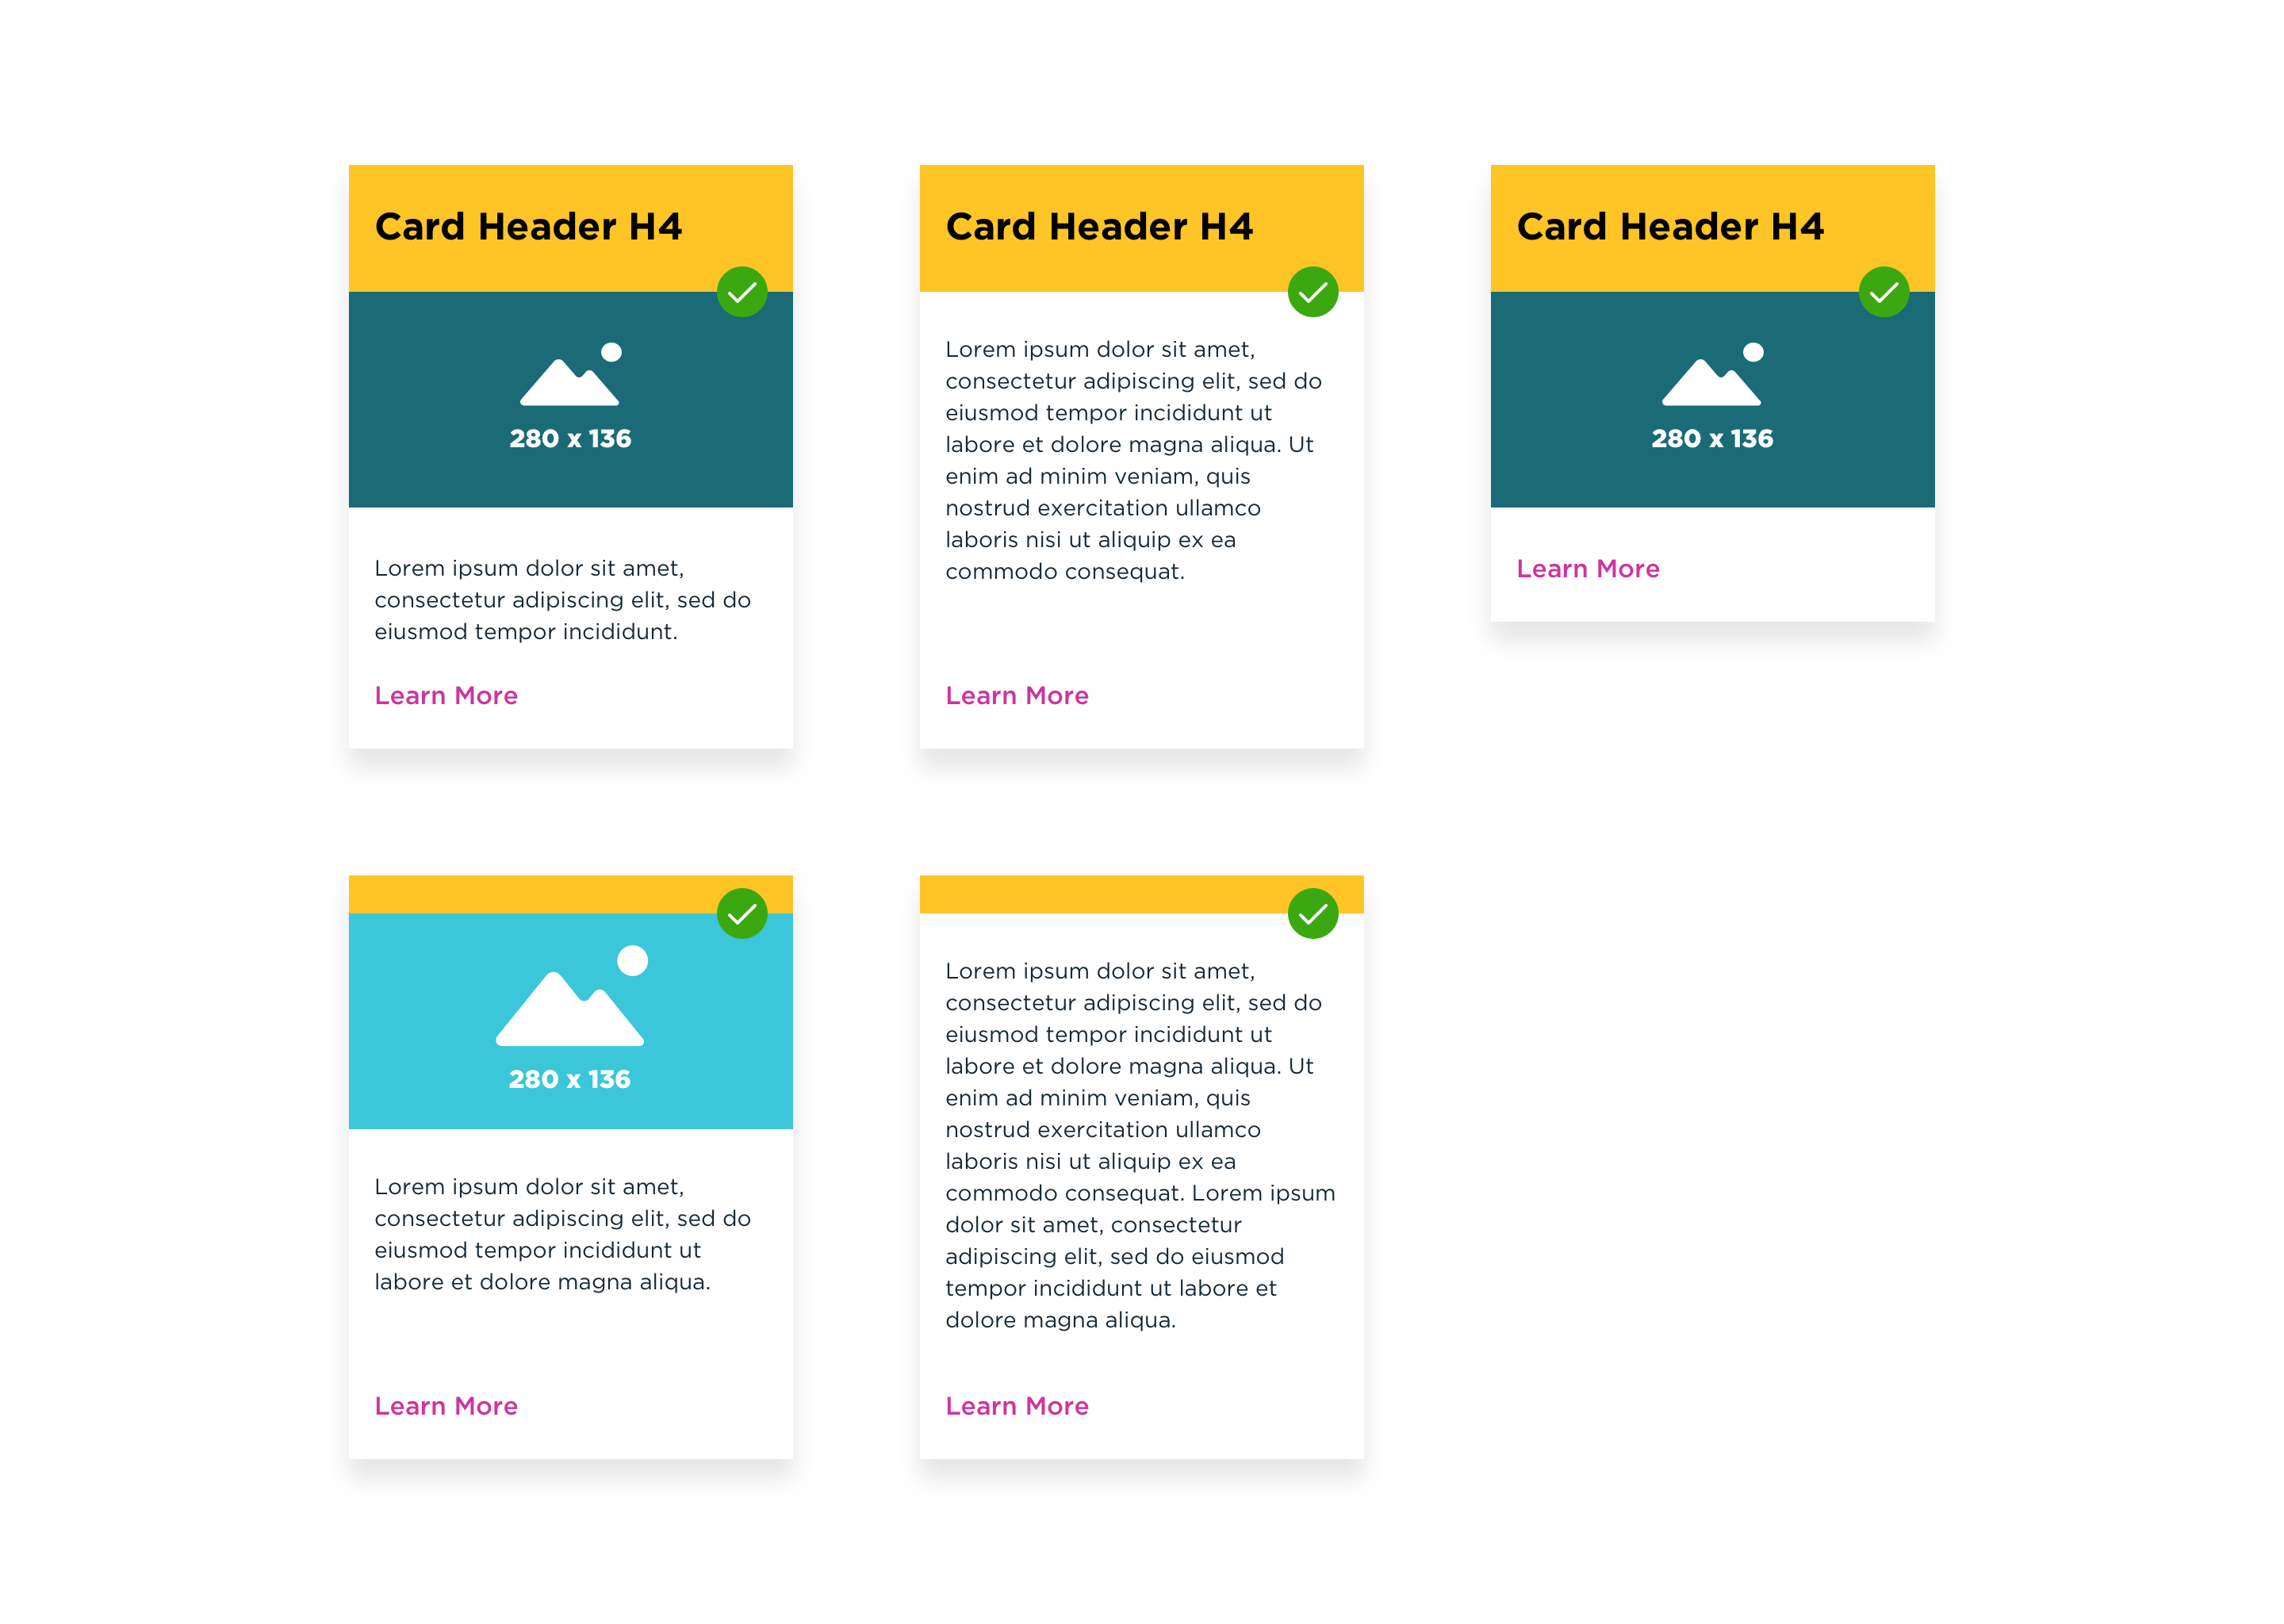 Card Header H4
280 x 136
Lorem ipsum dolor sit amet,
consectetur adipiscing elit, sed do
eiusmod tempor incididunt.
Learn More
Card Header H4
Lorem ipsum dolor sit amet,
consectetur adipiscing elit, sed do
eiusmod tempor incididunt ut
labore et dolore magna aliqua. Ut
enim ad minim veniam, quis
nostrud exercitation ullamco
laboris nisi ut aliquip ex ea
commodo consequat.
Learn More
Card Header H4
280 x 136
Learn More
280 x 136
Lorem ipsum dolor sit amet,
consectetur adipiscing elit, sed do
eiusmod tempor incididunt ut
labore et dolore magna aliqua.
Learn More
Lorem ipsum dolor sit amet,
consectetur adipiscing elit, sed do
eiusmod tempor incididunt ut
labore et dolore magna aliqua. Ut
enim ad minim veniam, quis
nostrud exercitation ullamco
laboris nisi ut aliquip ex ea
commodo consequat. Lorem ipsum
dolor sit amet, consectetur
adipiscing elit, sed do eiusmod
tempor incididunt ut labore et
dolore magna aliqua.
Learn More